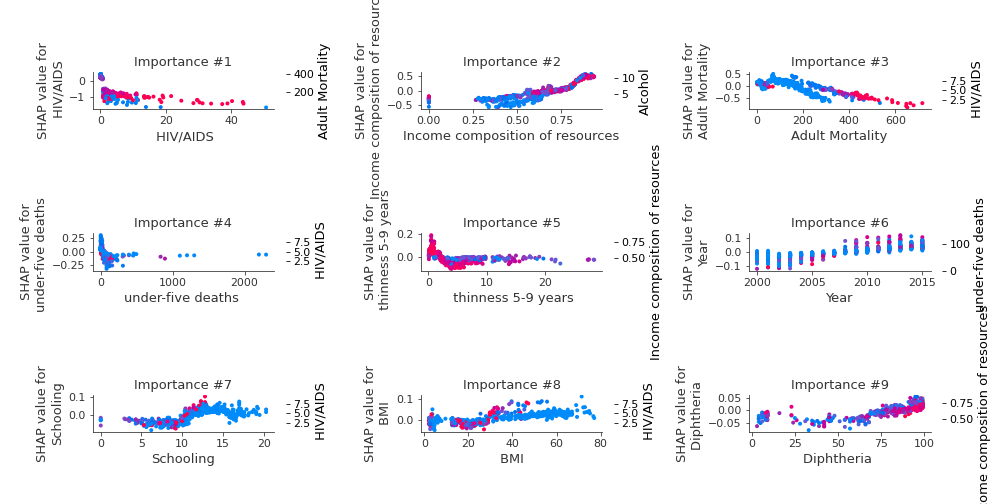 Importance #1
SHAP value for
HIV/AIDS
0
−1
0
20
40
HIV/AIDS
400
200
Adult Mortality
Importance #2
SHAP value for
Income composition of resources
0.5
0.0
−0.5
0.00
0.25
0.50
0.75
Income composition of resources
10
5
Alcohol
Importance #3
SHAP value for
Adult Mortality
0.5
0.0
−0.5
0
200
400
600
Adult Mortality
7.5
5.0
2.5
HIV/AIDS
Importance #4
SHAP value for
under-five deaths
0.25
0.00
−0.25
0
1000
2000
under-five deaths
7.5
5.0
2.5
HIV/AIDS
Importance #5
SHAP value for
thinness 5-9 years
0.2
0.0
0
10
20
thinness 5-9 years
0.75
0.50
Income composition of resources
Importance #6
SHAP value for
Year
0.1
0.0
−0.1
2000
2005
2010
2015
Year
100
0
under-five deaths
Importance #7
SHAP value for
Schooling
0.1
0.0
0
5
10
15
20
Schooling
7.5
5.0
2.5
HIV/AIDS
Importance #8
SHAP value for
BMI
0.1
0.0
0
20
40
60
80
BMI
7.5
5.0
2.5
HIV/AIDS
Importance #9
SHAP value for
Diphtheria
0.05
0.00
−0.05
0
25
50
75
100
Diphtheria
0.75
0.50
ome composition of resources